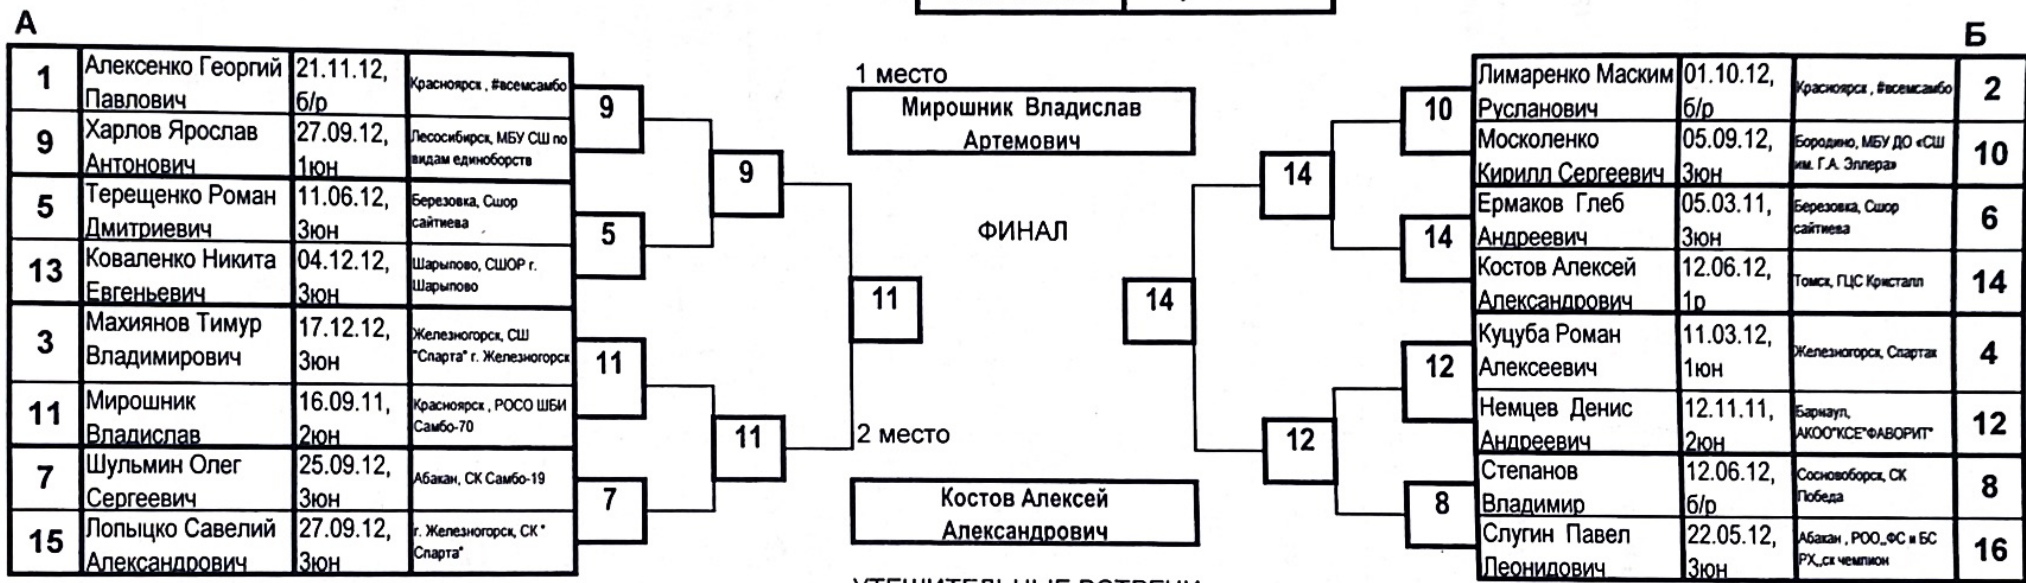 А
Б
1
Алексенко Георгий
Павлович
21.11.12,
б/р
Красноярск , #всемсамбо
9
Харлов Ярослав
Антонович
27.09.12,
1юн
Лесосибирск, МБУ СШ по
видам единоборств
5
Терещенко Роман
Дмитриевич
11.06.12,
3юн
Березовка, Сшор
сайтиева
13
Коваленко Никита
Евгеньевич
04.12.12,
3юн
Шарыпово, СШОР г.
Шарыпово
3
Махиянов Тимур
Владимирович
17.12.12,
3юн
Железногорск, СШ
"Спарта" г. Железногорск
11
Мирошник
Владислав
16.09.11,
2юн
Красноярск , РОСО ШБИ
Самбо-70
7
Шульмин Олег
Сергеевич
25.09.12,
3юн
Абакан, СК Самбо-19
15
Лопыцко Савелий
Александрович
27.09.12,
3юн
г. Железногорск, СК "
Спарта"
9
5
11
7
9
11
11
1 место
Мирошник Владислав
Артемович
ФИНАЛ
2 место
Костов Алексей
Александрович
14
14
12
10
14
12
8
Лимаренко Маским
Русланович
01.10.12,
б/р
Красноярск , #всемсамбо
2
Москоленко
Кирилл Сергеевич
05.09.12,
3юн
Бородино, МБУ ДО «СШ
им. Г.А. Эллера»
10
Ермаков Глеб
Андреевич
05.03.11,
3юн
Березовка, Сшор
сайтиева
6
Костов Алексей
Александрович
12.06.12,
1р
Томск, ГЦС Кристалл
14
Куцуба Роман
Алексеевич
11.03.12,
1юн
Железногорск, Спартак
4
Немцев Денис
Андреевич
12.11.11,
2юн
Барнаул,
АКОО"КСЕ"ФАВОРИТ"
12
Степанов
Владимир
12.06.12,
б/р
Сосновоборск, СК
Победа
8
Слугин Павел
Леонидович
22.05.12,
3юн
Абакан , РОО,,ФС и БС
РХ,,ск чемпион
16
УТЕШИТЕЛЬНЫЕ ВСТРЕЧИ